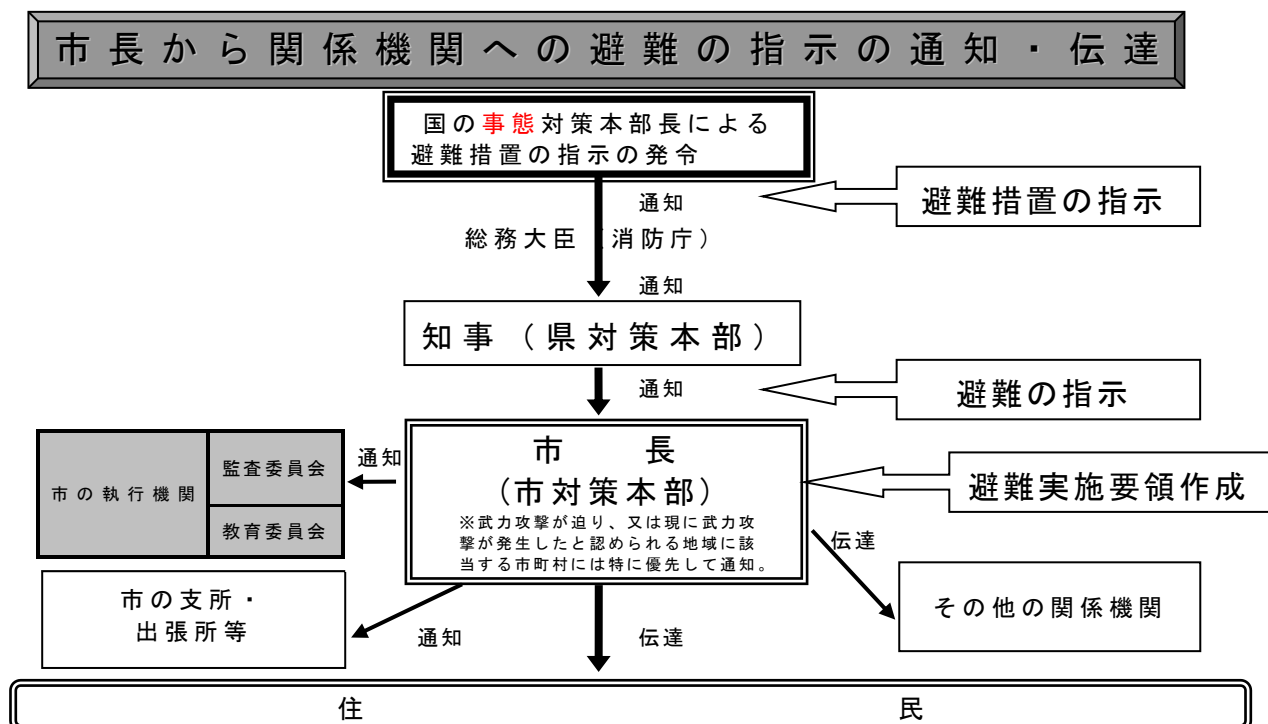 市長から関係機関への避難の指示の通知・伝達
国の事態対策本部長による
避難措置の指示の発令
通知
避難措置の指示
総務大臣（消防庁）
通知
知事（県対策本部）
通知
避難の指示
市　長
（市対策本部）
※武力攻撃が迫り、又は現に武力攻
撃が発生したと認められる地域に該
当する市町村には特に優先して通知。
避難実施要領作成
通知
市の執行機関
監査委員会
教育委員会
伝達
市の支所・
出張所等
通知
伝達
その他の関係機関
住　民